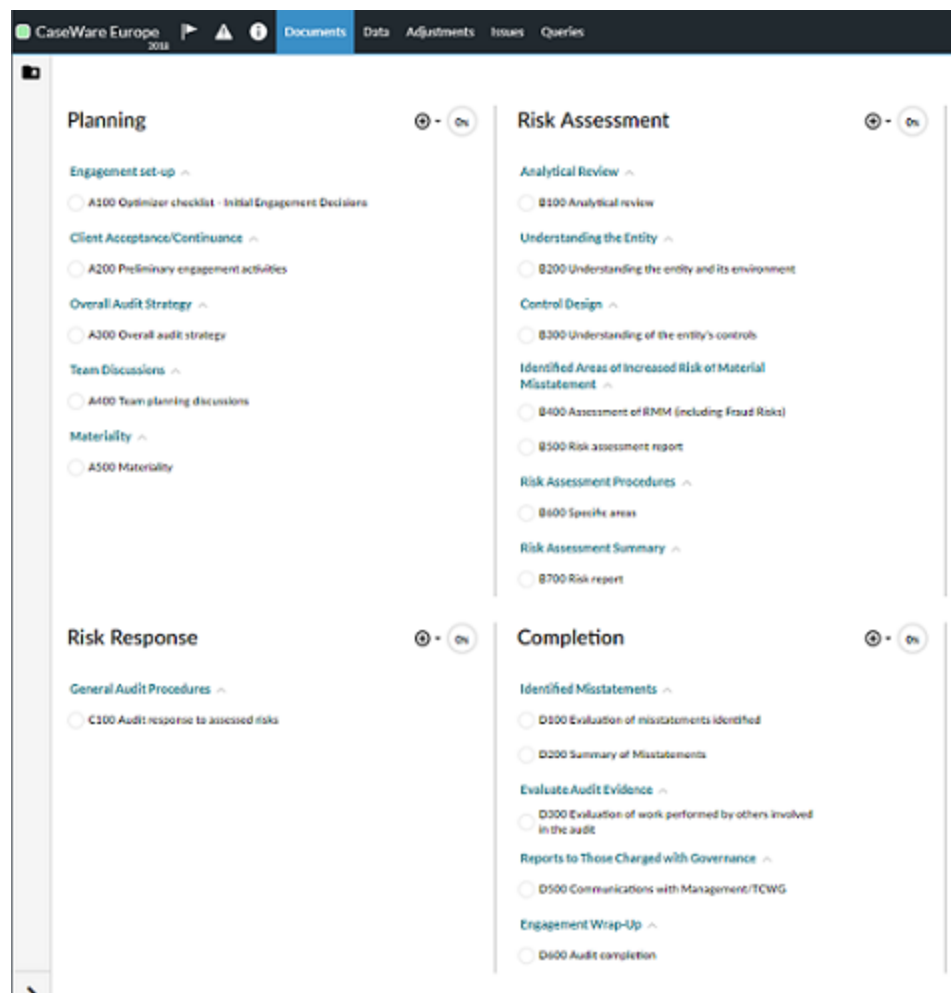 CaseWare Europe
2018
Documents Data Adjustments Issues Queries
Planning
0%
Engagement set-up
A100 Optimizer checklist - Initial Engagement Decisions
Client Acceptance/Continuance
A200 Preliminary engagement activities
Overall Audit Strategy
A300 Overall audit strategy
Team Discussions
A400 Team planning discussions
Materiality
A500 Materiality
Risk Assessment
0%
Analytical Review
B100 Analytical review
Understanding the Entity
B200 Understanding the entity and its environment
Control Design
B300 Understanding of the entity's controls
Identified Areas of Increased Risk of Material
Misstatement
B400 Assessment of RMM (including Fraud Risks)
B500 Risk assessment report
Risk Assessment Procedures
B600 Specific areas
Risk Assessment Summary
B700 Risk report
Risk Response
0%
General Audit Procedures
C100 Audit response to assessed risks
Completion
0%
Identified Misstatements
D100 Evaluation of misstatements identified
D200 Summary of Misstatements
Evaluate Audit Evidence
D300 Evaluation of work performed by others involved
in the audit
Reports to Those Charged with Governance
D500 Communications with Management/TCWG
Engagement Wrap-Up
D600 Audit completion